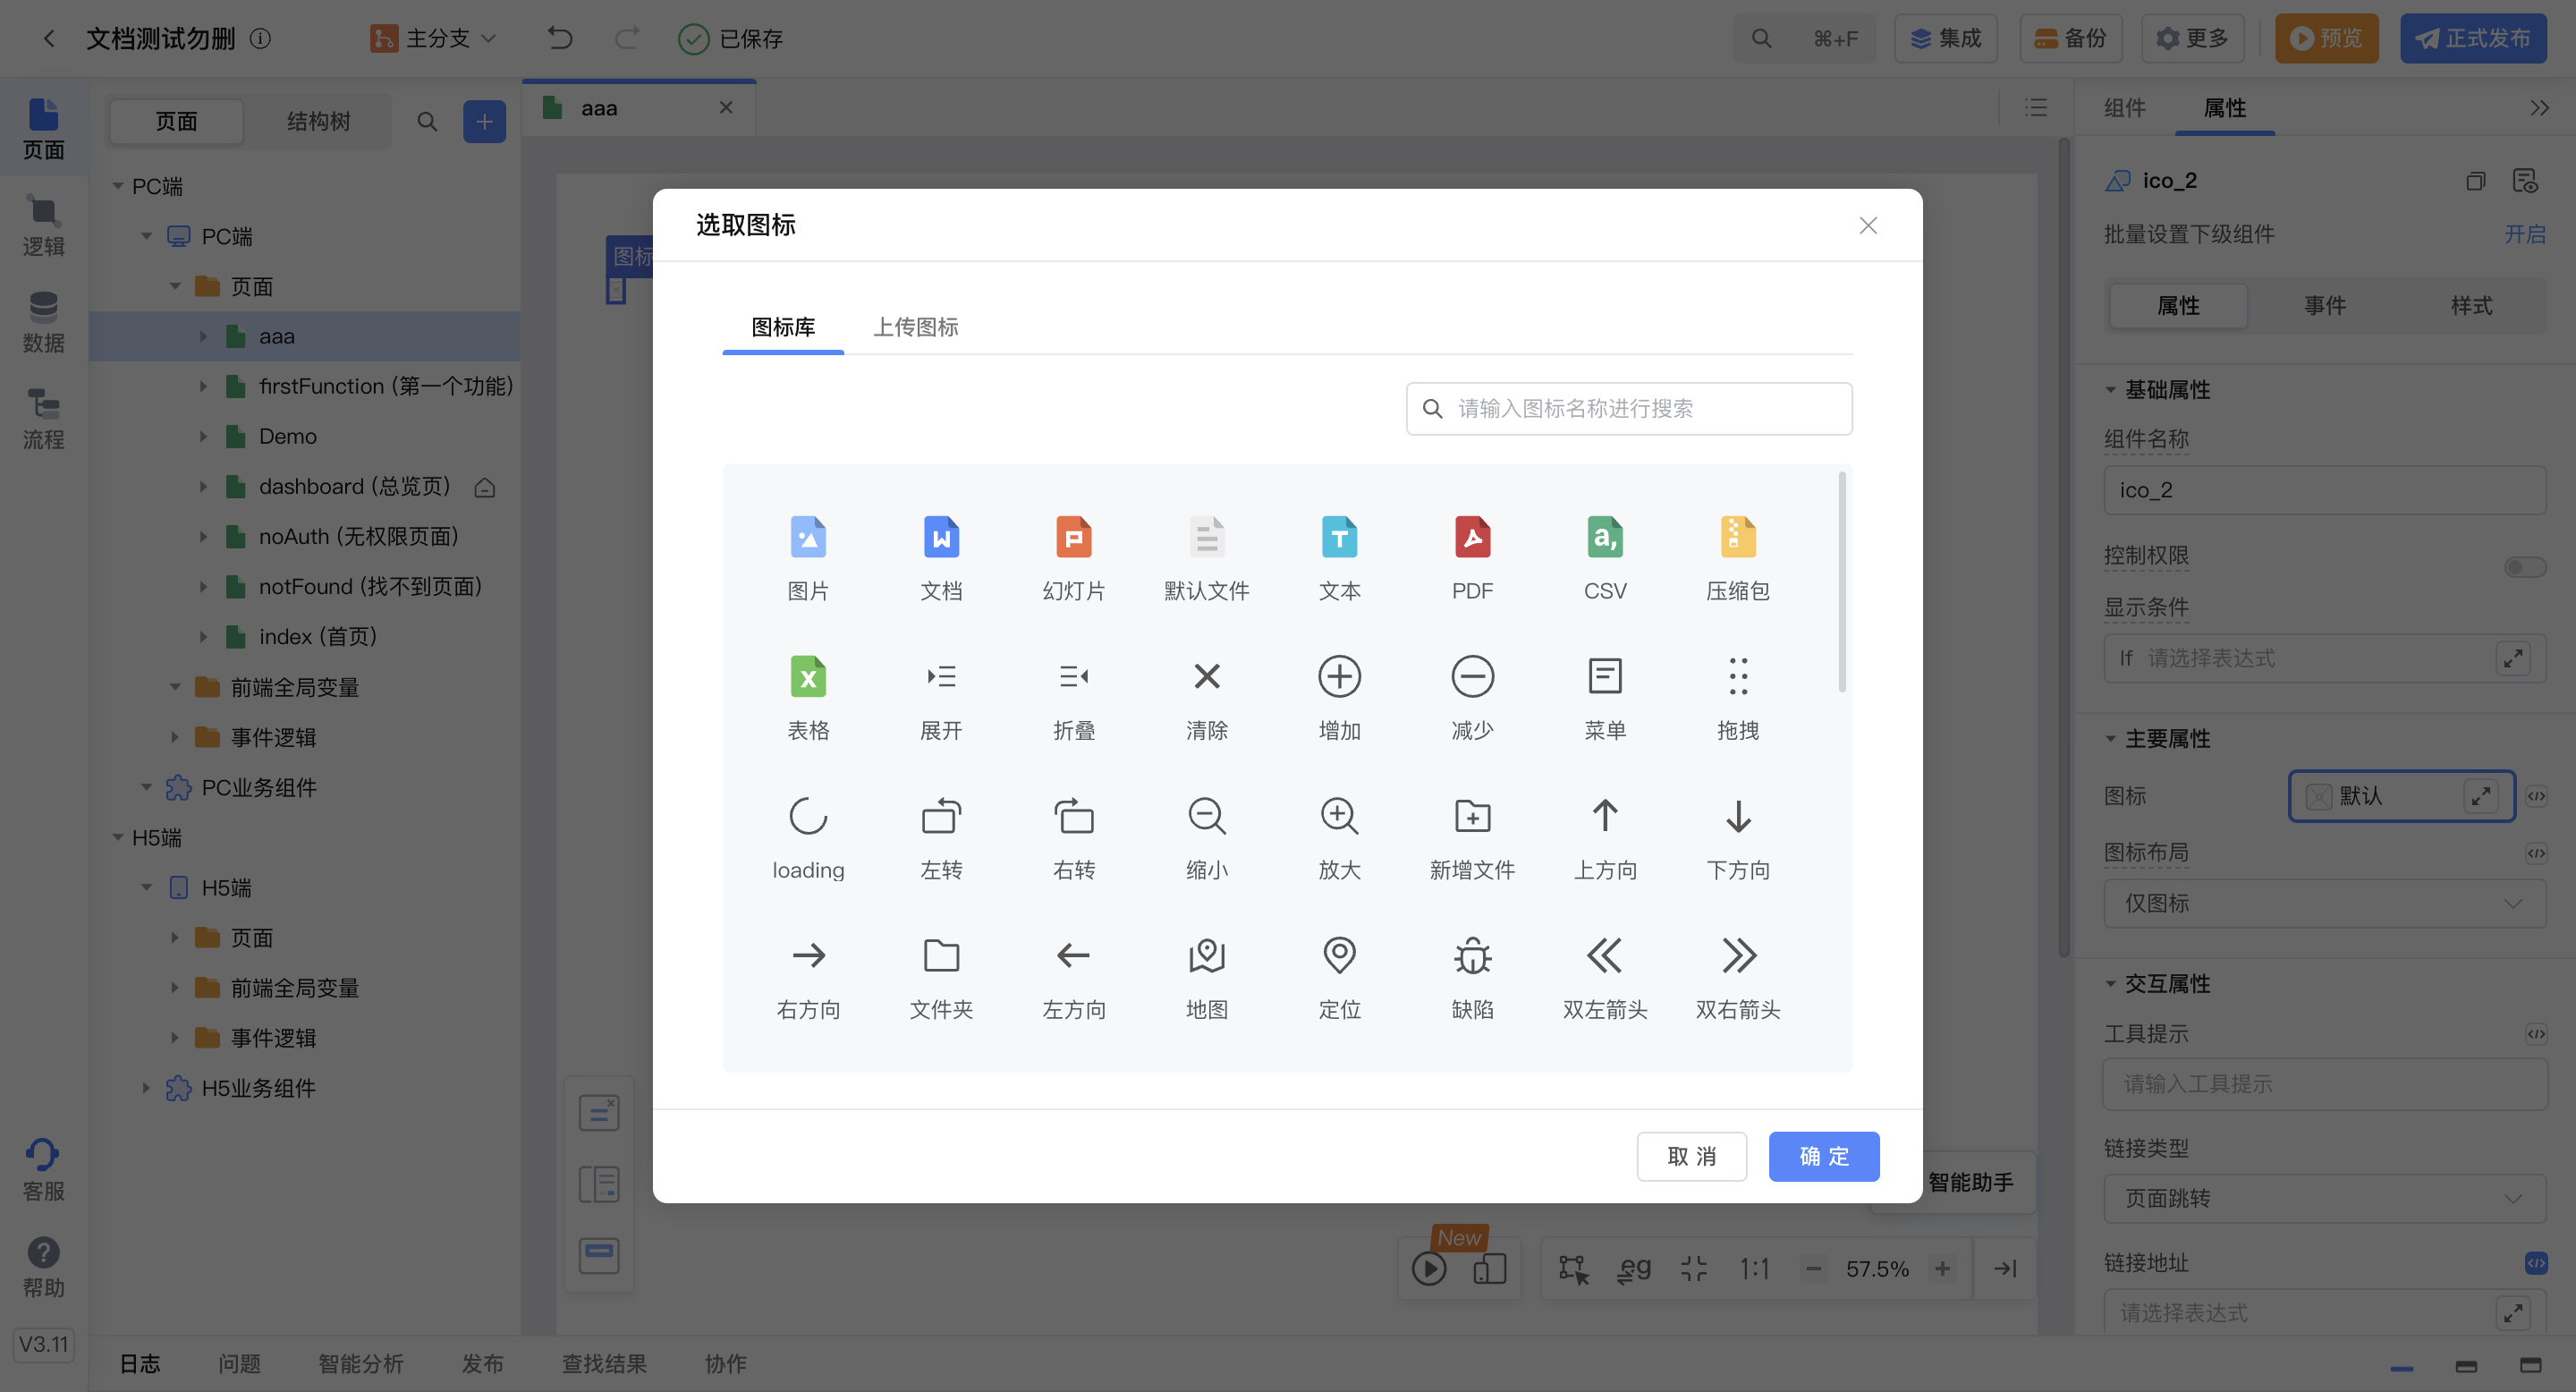 文档测试勿删
主分支
已保存
⌘+F
集成
备份
更多
预览
正式发布
页面
逻辑
数据
流程
客服
帮助
V3.11
页面
结构树
PC端
PC端
页面
aaa
firstFunction (第一个功能)
Demo
dashboard (总览页)
noAuth (无权限页面)
notFound (找不到页面)
index (首页)
前端全局变量
事件逻辑
PC业务组件
H5端
H5端
页面
前端全局变量
事件逻辑
H5业务组件
aaa
图标
选取图标
图标库
上传图标
请输入图标名称进行搜索
图片
文档
幻灯片
默认文件
文本
PDF
CSV
压缩包
表格
展开
折叠
清除
增加
减少
菜单
拖拽
loading
左转
右转
缩小
放大
新增文件
上方向
下方向
右方向
文件夹
左方向
地图
定位
缺陷
双左箭头
双右箭头
取 消
确 定
智能助手
New
eg
1:1
57.5%
组件
属性
ico_2
批量设置下级组件
开启
属性
事件
样式
基础属性
组件名称
ico_2
控制权限
显示条件
If 请选择表达式
主要属性
图标
默认
图标布局
仅图标
交互属性
工具提示
请输入工具提示
链接类型
页面跳转
链接地址
请选择表达式
日志
问题
智能分析
发布
查找结果
协作